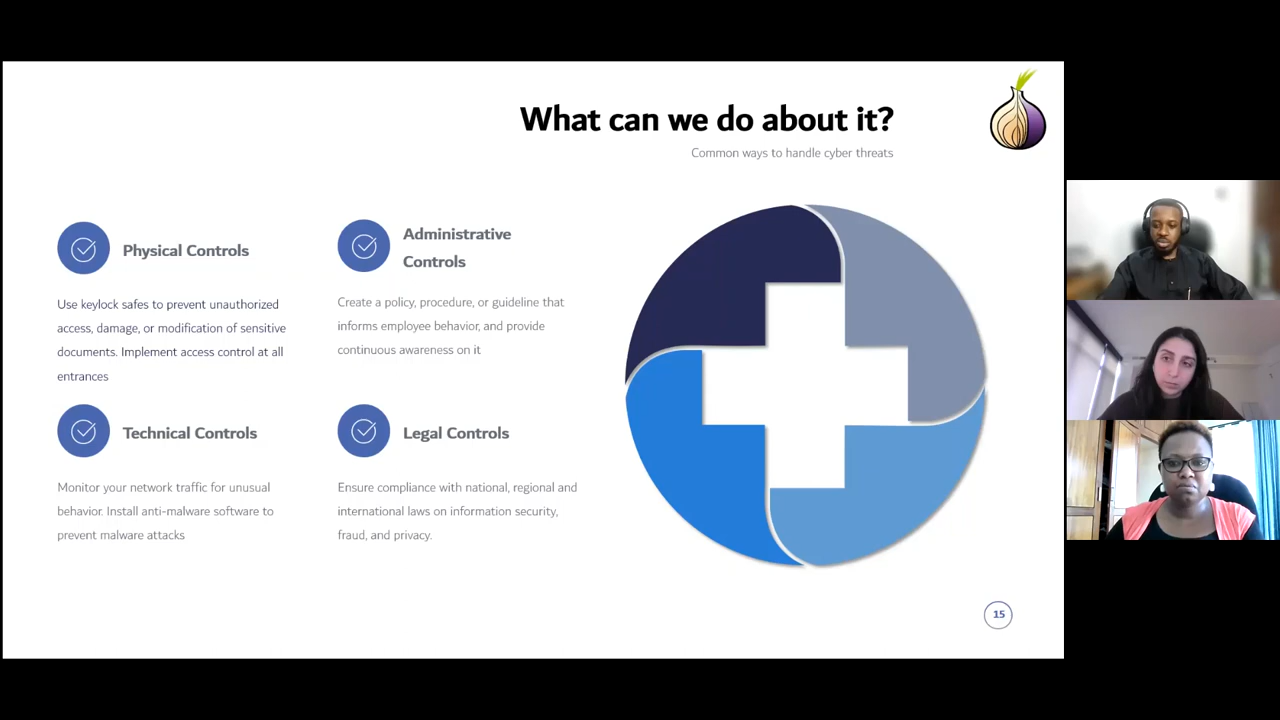 What can we do about it?
Common ways to handle cyber threats
Physical Controls
Use keylock safes to prevent unauthorized
access, damage, or modification of sensitive
documents. Implement access control at all
entrances
Administrative
Controls
Create a policy, procedure, or guideline that
informs employee behavior, and provide
continuous awareness on it
Technical Controls
Monitor your network traffic for unusual
behavior. Install anti-malware software to
prevent malware attacks
Legal Controls
Ensure compliance with national, regional and
international laws on information security,
fraud, and privacy.
15